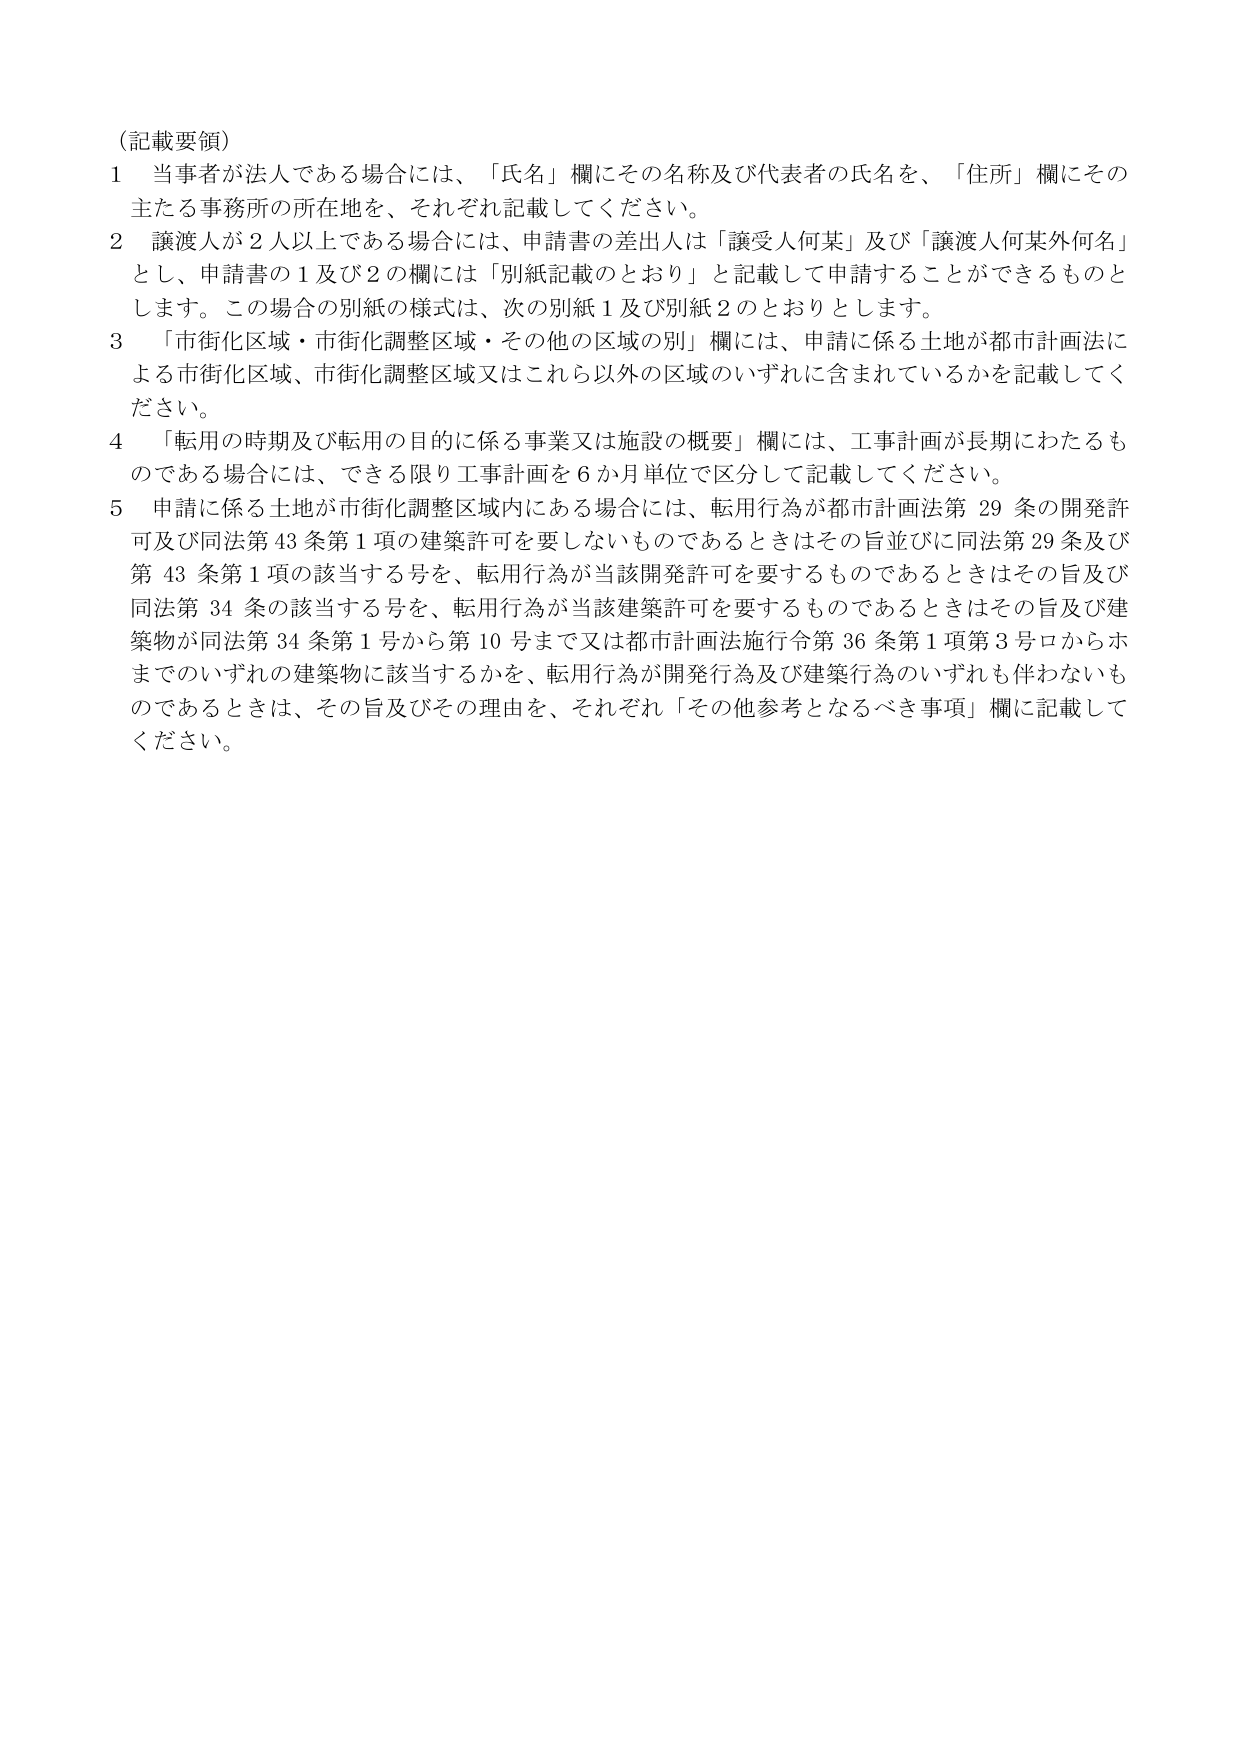 （記載要領）
１　当事者が法人である場合には、「氏名」欄にその名称及び代表者の氏名を、「住所」欄にその
主たる事務所の所在地を、それぞれ記載してください。
２　譲渡人が２人以上である場合には、申請書の差出人は「譲受人何某」及び「譲渡人何某外何名」
とし、申請書の１及び２の欄には「別紙記載のとおり」と記載して申請することができるものと
します。この場合の別紙の様式は、次の別紙１及び別紙２のとおりとします。
３　「市街化区域・市街化調整区域・その他の区域の別」欄には、申請に係る土地が都市計画法に
よる市街化区域、市街化調整区域又はこれら以外の区域のいずれに含まれているかを記載してく
ださい。
４　「転用の時期及び転用の目的に係る事業又は施設の概要」欄には、工事計画が長期にわたるも
のである場合には、できる限り工事計画を６か月単位で区分して記載してください。
５　申請に係る土地が市街化調整区域内にある場合には、転用行為が都市計画法第 29 条の開発許
可及び同法第 43 条第１項の建築許可を要しないものであるときはその旨並びに同法第 29 条及び
第 43 条第１項の該当する号を、転用行為が当該開発許可を要するものであるときはその旨及び
同法第 34 条の該当する号を、転用行為が当該建築許可を要するものであるときはその旨及び建
築物が同法第 34 条第１号から第 10 号まで又は都市計画法施行令第 36 条第１項第３号ロからホ
までのいずれの建築物に該当するかを、転用行為が開発行為及び建築行為のいずれも伴わないも
のであるときは、その旨及びその理由を、それぞれ「その他参考となるべき事項」欄に記載して
ください。